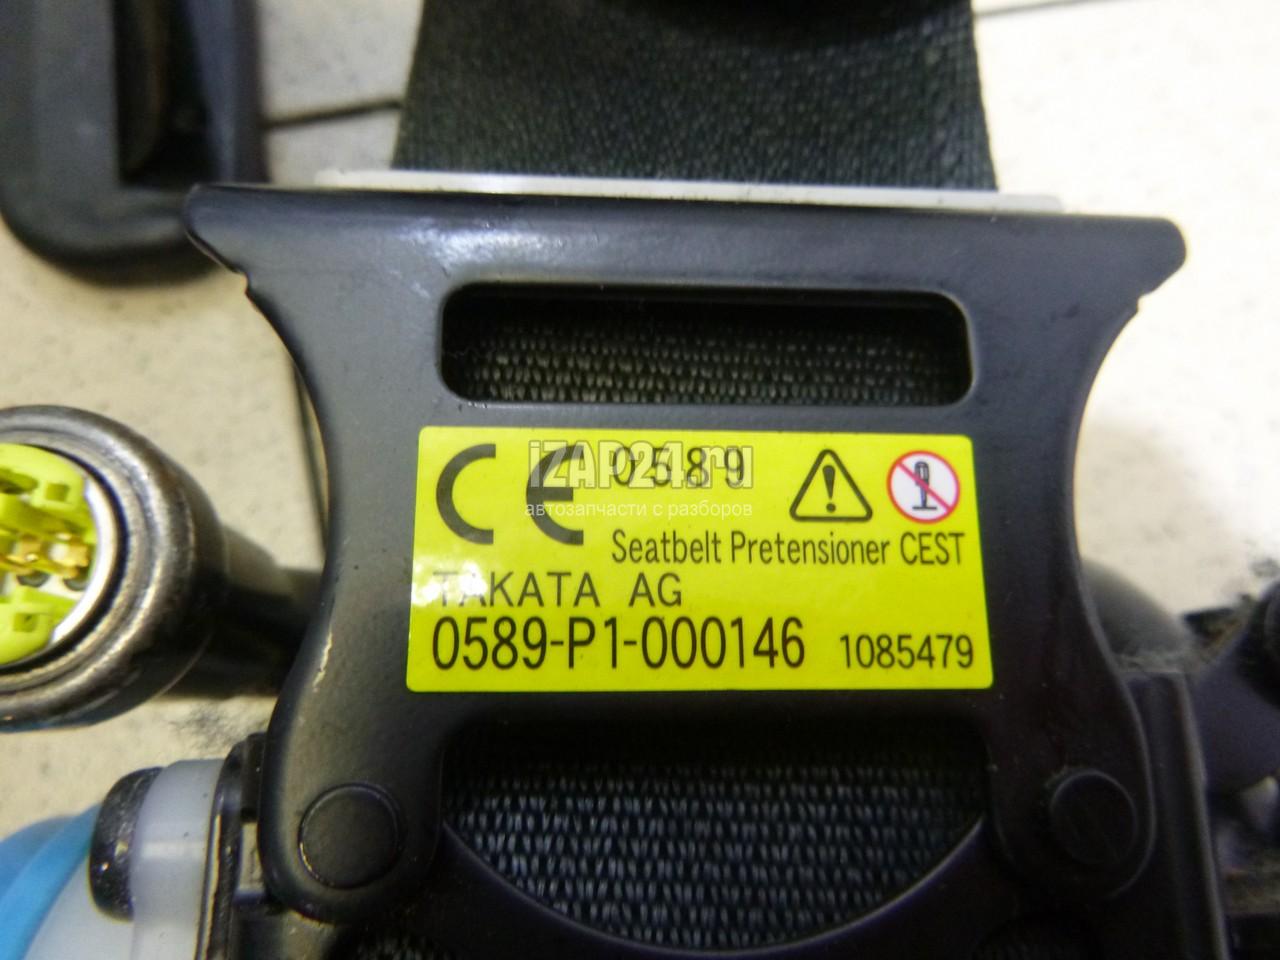 CE 0589
iZAP24.ru
автозапчасти с разборов
Seatbelt Pretensioner CEST
TAKATA AG
0589-P1-000146 1085479